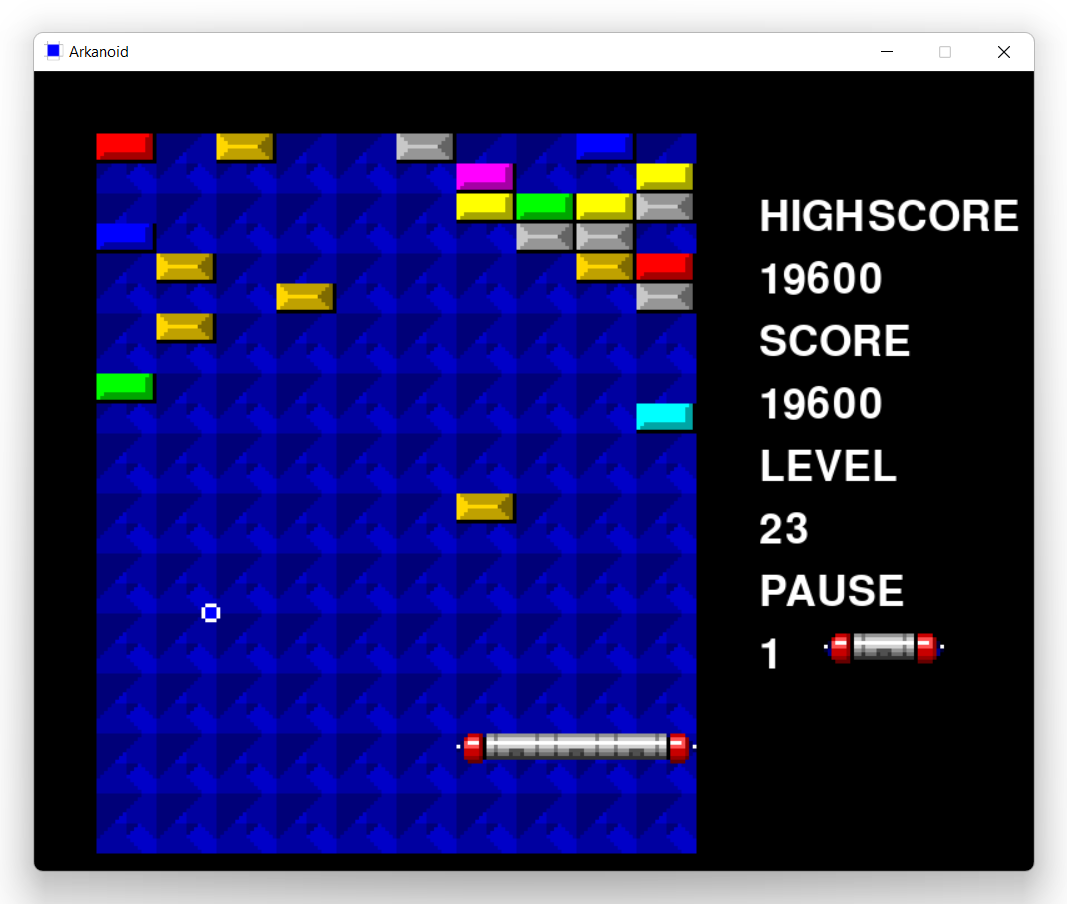 Arkanoid
HIGHSCORE
19600
SCORE
19600
LEVEL
23
PAUSE
1